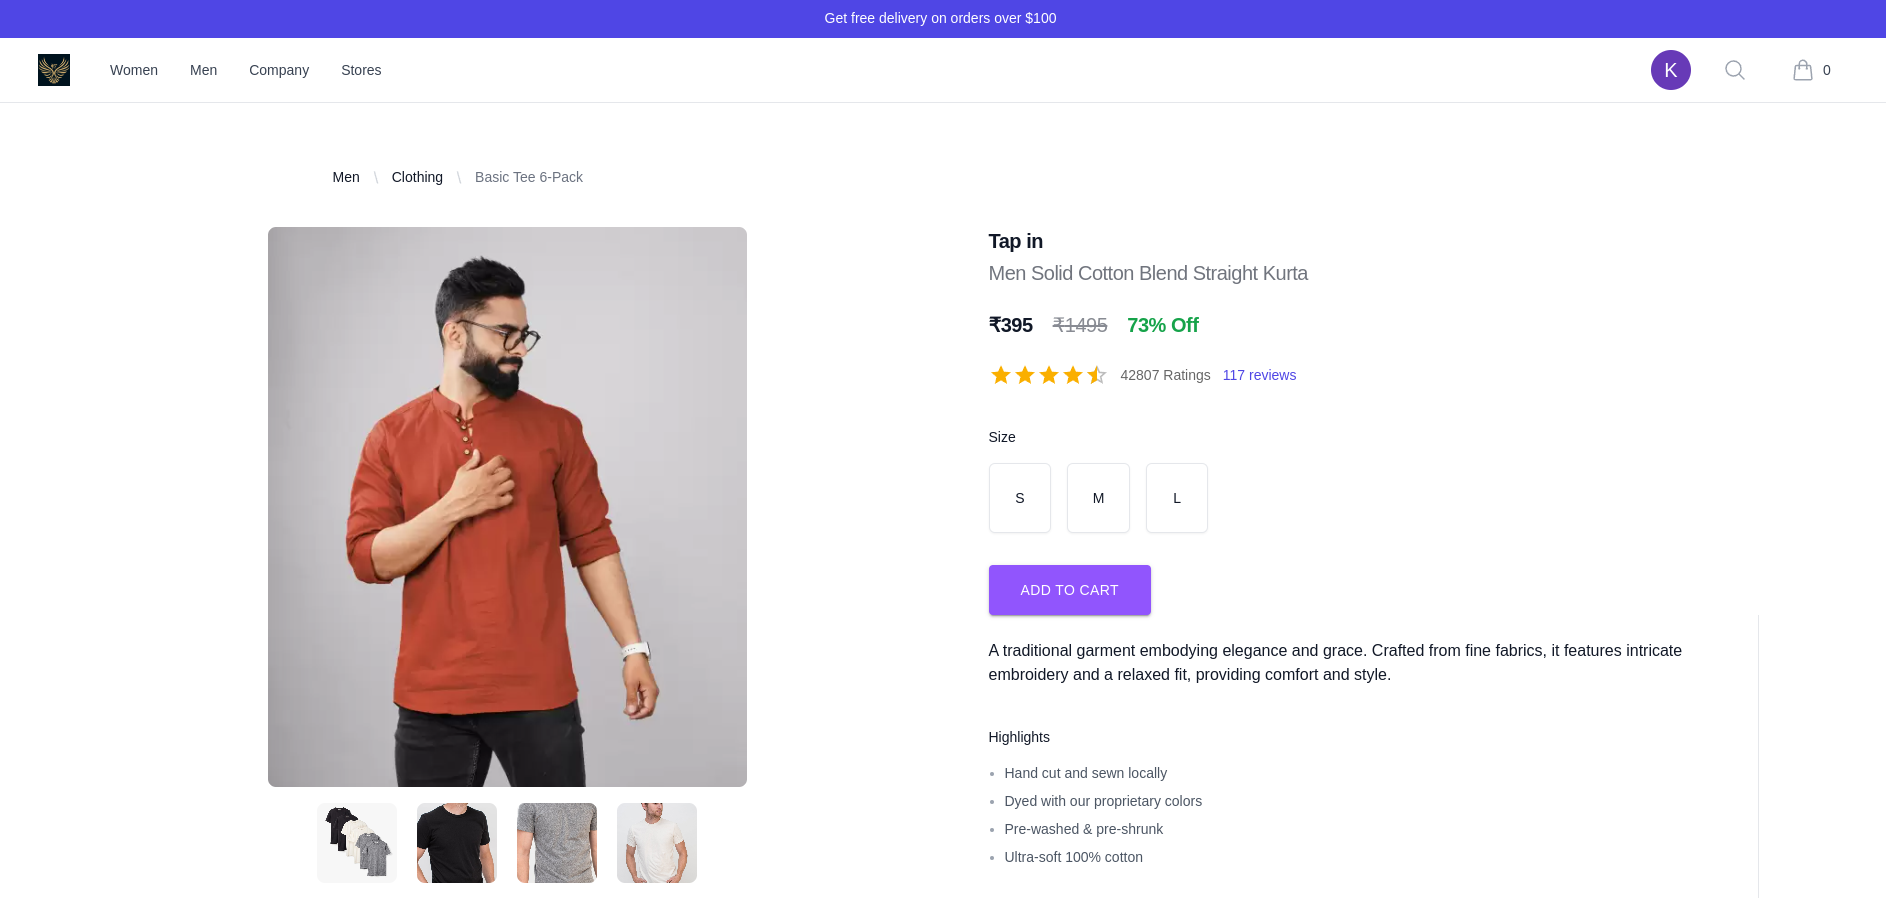 Get free delivery on orders over $100
Women Men Company Stores K 0
Men \ Clothing \ Basic Tee 6-Pack
Tap in
Men Solid Cotton Blend Straight Kurta
₹395 ₹1495 73% Off
42807 Ratings 117 reviews
Size
S M L
ADD TO CART
A traditional garment embodying elegance and grace. Crafted from fine fabrics, it features intricate
embroidery and a relaxed fit, providing comfort and style.
Highlights
Hand cut and sewn locally
Dyed with our proprietary colors
Pre-washed & pre-shrunk
Ultra-soft 100% cotton